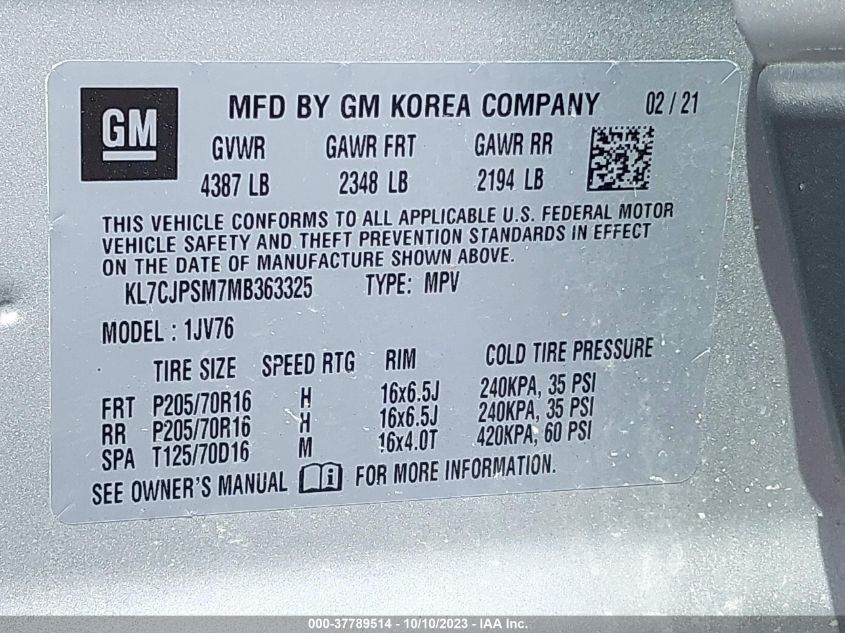 GM
MFD BY GM KOREA COMPANY 02 / 21
GVWR GAWR FRT GAWR RR
4387 LB 2348 LB 2194 LB
THIS VEHICLE CONFORMS TO ALL APPLICABLE U.S. FEDERAL MOTOR
VEHICLE SAFETY AND THEFT PREVENTION STANDARDS IN EFFECT
ON THE DATE OF MANUFACTURE SHOWN ABOVE.
KL7CJPSM7MB363325 TYPE: MPV
MODEL : 1JV76
TIRE SIZE SPEED RTG RIM COLD TIRE PRESSURE
FRT P205/70R16 H 16x6.5J 240KPA, 35 PSI
RR P205/70R16 H 16x6.5J 240KPA, 35 PSI
SPA T125/70D16 M 16x4.0T 420KPA, 60 PSI
SEE OWNER'S MANUAL i FOR MORE INFORMATION.
000-37789514 - 10/10/2023 - IAA Inc.